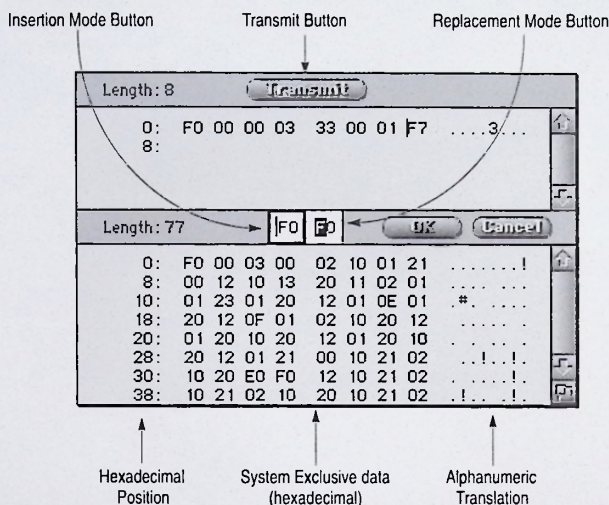 Insertion Mode Button Transmit Button Replacement Mode Button
Length: 8 Transmit
0: F0 00 00 03 33 00 01 F7 ....3...
8:
Length: 77 F0 F0 OK Cancel
0: F0 00 03 00 02 10 01 21 .......!
8: 00 12 10 13 20 11 02 01 .... ...
10: 01 23 01 20 12 01 0E 01 .#. ....
18: 20 12 0F 01 02 10 20 12 ...... .
20: 01 20 10 20 12 01 20 10 . . .. .
28: 20 12 01 21 00 10 21 02 ..!..!.
30: 10 20 E0 F0 12 10 21 02 . ....!.
38: 10 21 02 10 20 10 21 02 .!.. .!.
Hexadecimal Position System Exclusive data (hexadecimal) Alphanumeric Translation